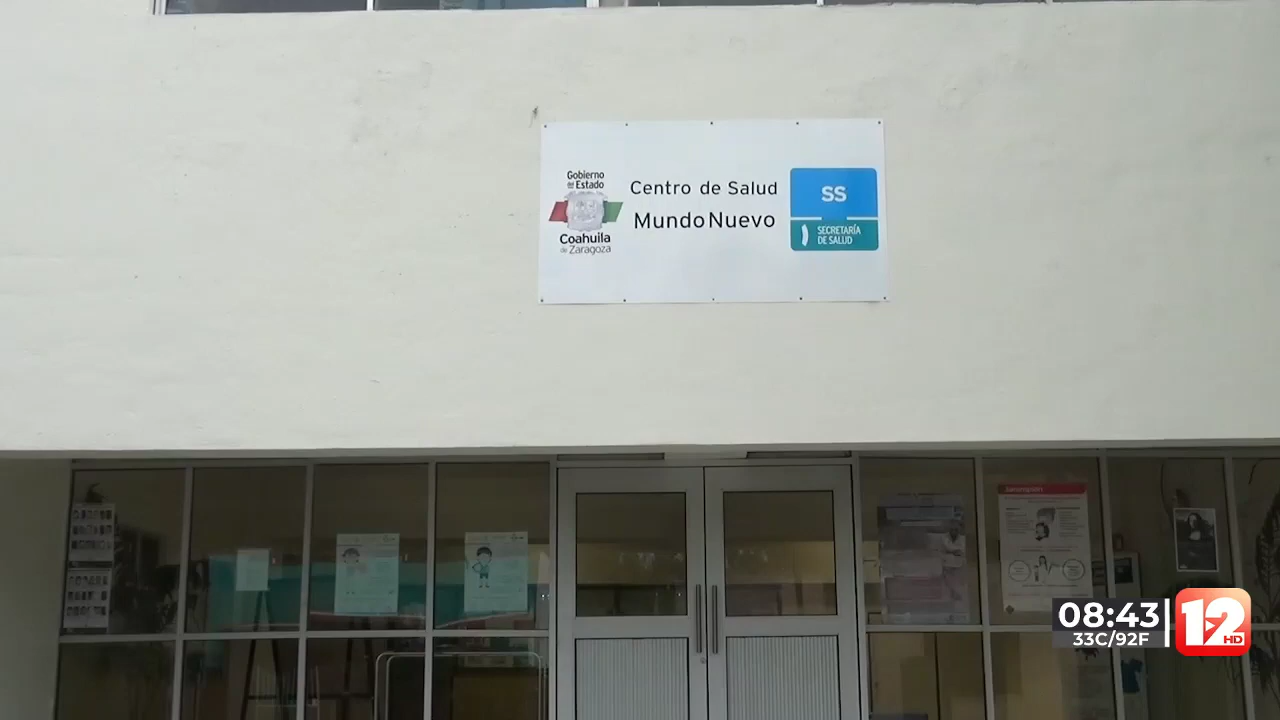 Gobierno
del Estado
Coahuila
de Zaragoza
Centro de Salud
Mundo Nuevo
SS
SECRETARÍA
DE SALUD
Sarampión
08:43
33C/92F
12
HD